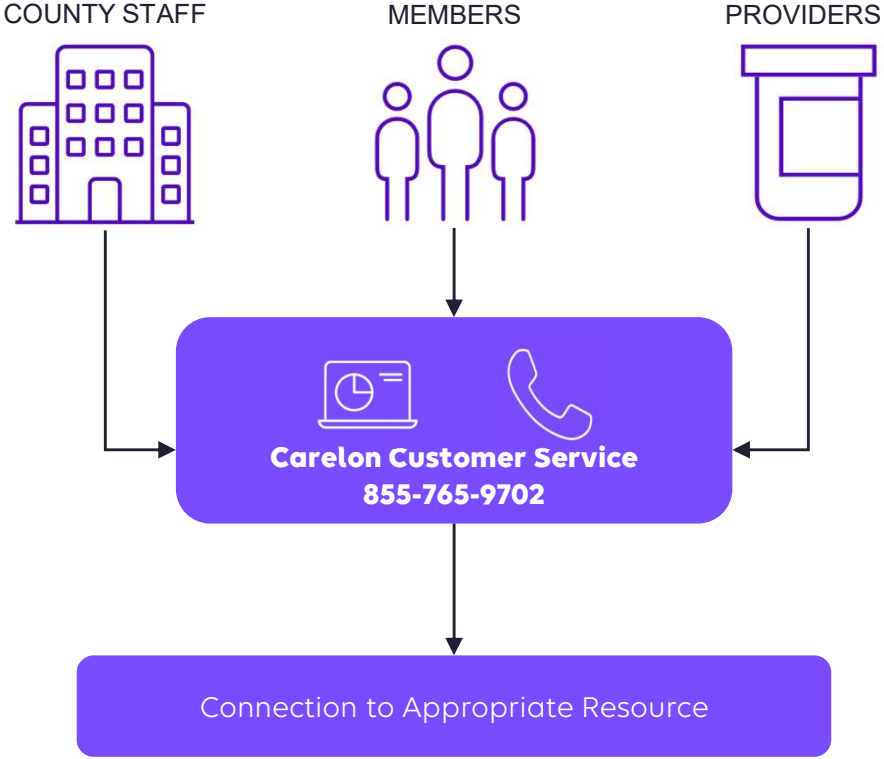 COUNTY STAFF
MEMBERS
PROVIDERS
Carelon Customer Service
855-765-9702
Connection to Appropriate Resource